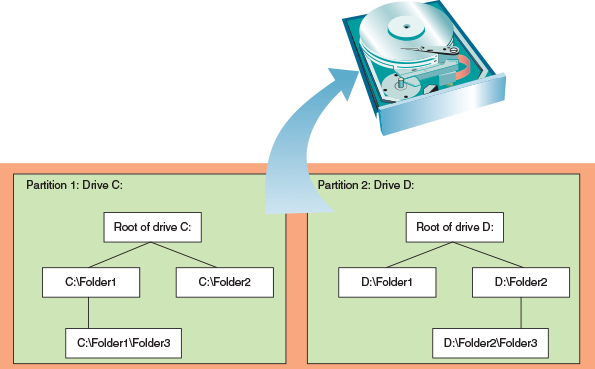 Partition 1: Drive C:
Root of drive C:
C:\Folder1
C:\Folder2
C:\Folder1\Folder3
Partition 2: Drive D:
Root of drive D:
D:\Folder1
D:\Folder2
D:\Folder2\Folder3